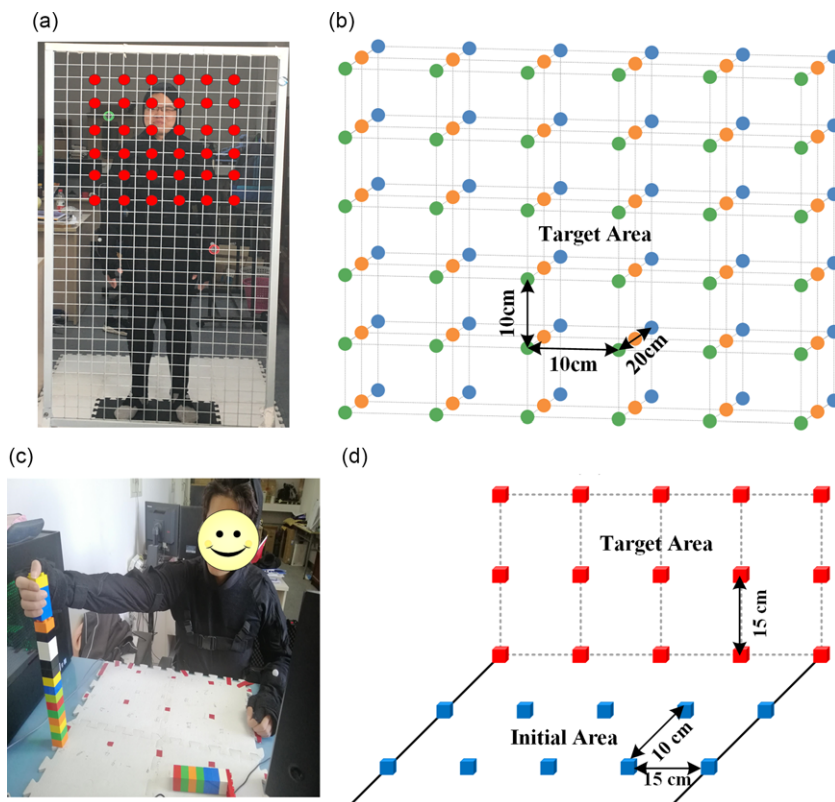 (a)
(b)
Target Area
10cm
10cm
20cm
(c)
(d)
Target Area
15 cm
Initial Area
10 cm
15 cm